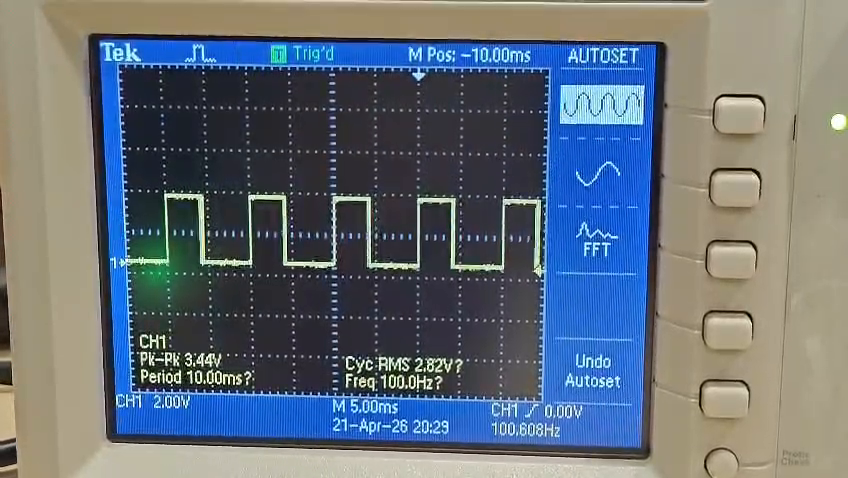 Tek Trig'd M Pos: -10.00ms AUTOSET
FFT
1
CH1
Pk-Pk 3.44V
Period 10.00ms?
Cyc RMS 2.82V?
Freq 100.0Hz?
Undo
Autoset
CH1 2.00V M 5.00ms CH1 0.00V
21-Apr-26 20:29 100.608Hz